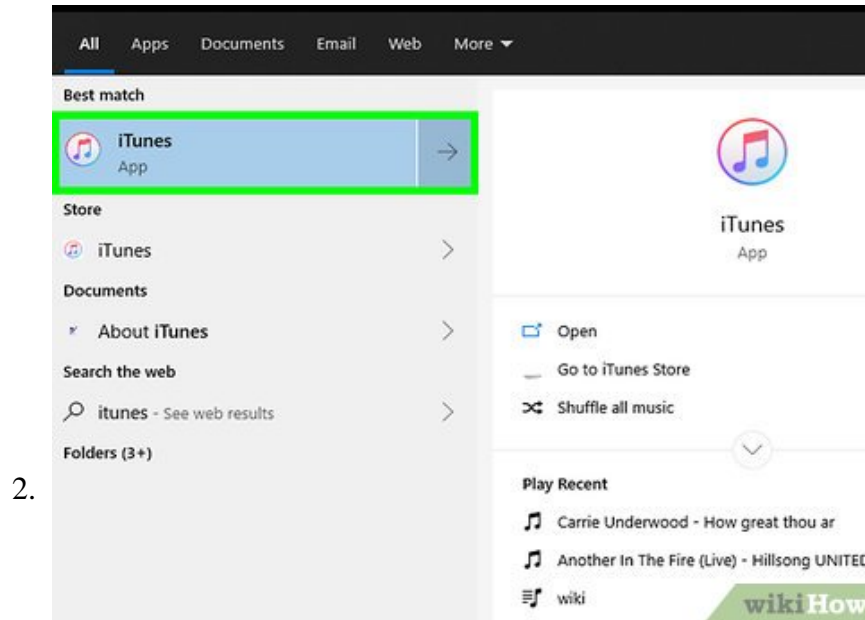 All Apps Documents Email Web More
Best match
iTunes
App
Store
iTunes
Documents
About iTunes
Search the web
itunes - See web results
Folders (3+)
2.
iTunes
App
Open
Go to iTunes Store
Shuffle all music
Play Recent
Carrie Underwood - How great thou ar
Another In The Fire (Live) - Hillsong UNITED
wiki
wikiHow